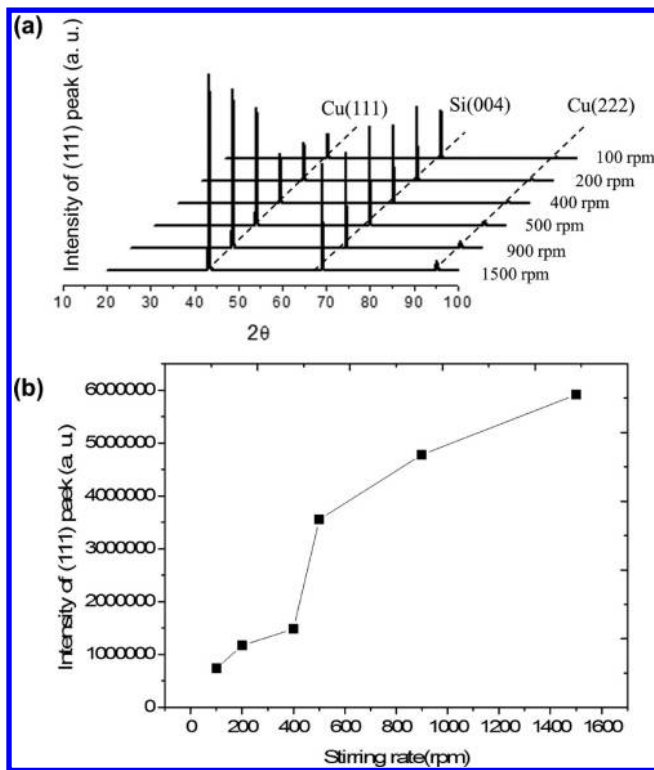 (a)
Intensity of (111) peak (a. u.)
Cu(111)
Si(004)
Cu(222)
100 rpm
200 rpm
400 rpm
500 rpm
900 rpm
1500 rpm
10 20 30 40 50 60 70 80 90 100
2θ
(b)
Intensity of (111) paek (a. u.)
6000000
5000000
4000000
3000000
2000000
1000000
0
0 200 400 600 800 1000 1200 1400 1600
Stirring rate(rpm)